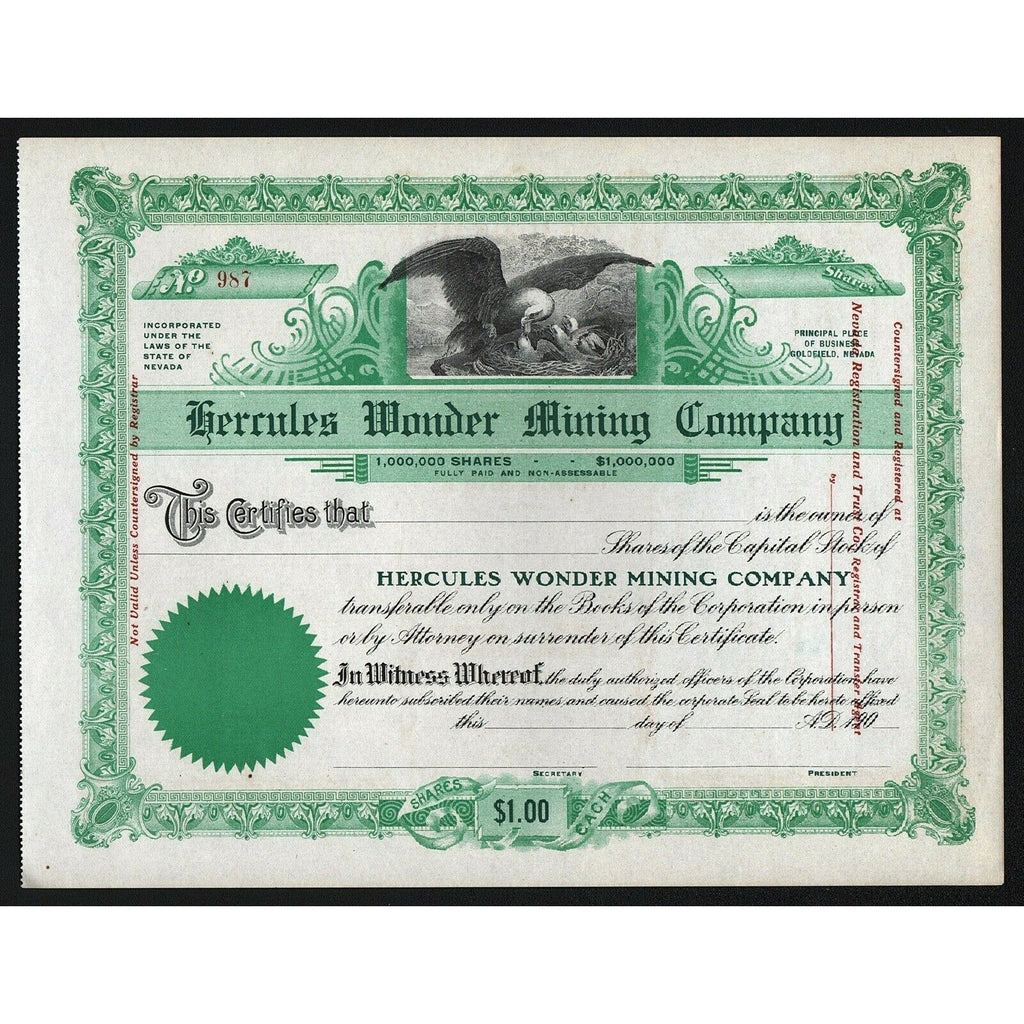 No 987
Shares
INCORPORATED
UNDER THE
LAWS OF THE
STATE OF
NEVADA
PRINCIPAL PLACE
OF BUSINESS
GOLDFIELD, NEVADA
Hercules Wonder Mining Company
1,000,000 SHARES - - $1,000,000
FULLY PAID AND NON-ASSESSABLE
This Certifies that is the owner of
Shares of the Capital Stock of
HERCULES WONDER MINING COMPANY
transferable only on the Books of the Corporation in person
or by Attorney on surrender of this Certificate.
In Witness Whereof, the duly authorized officers of the Corporation have
hereunto subscribed their names and caused the corporate Seal to be hereto affixed
this day of A.D. 190
SECRETARY PRESIDENT
SHARES $1.00 EACH
Not Valid Unless Countersigned by Registrar
Countersigned and Registered at
Nevada Registration and Trust Co., Registrar and Transfer Agent
By